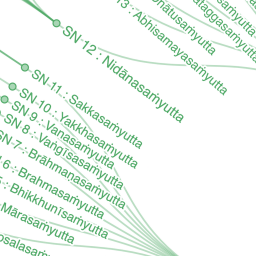 3 : Abhisamayasaṁyutta
SN 12 : Nidānasaṁyutta
SN 11 : Sakkasaṁyutta
SN 10 : Yakkhasaṁyutta
SN 9 : Vanasaṁyutta
SN 8 : Vaṅgīsasaṁyutta
SN 7 : Brāhmaṇasaṁyutta
6 : Brahmasaṁyutta
: Bhikkhunīsaṁyutta
Mārasaṁyutta